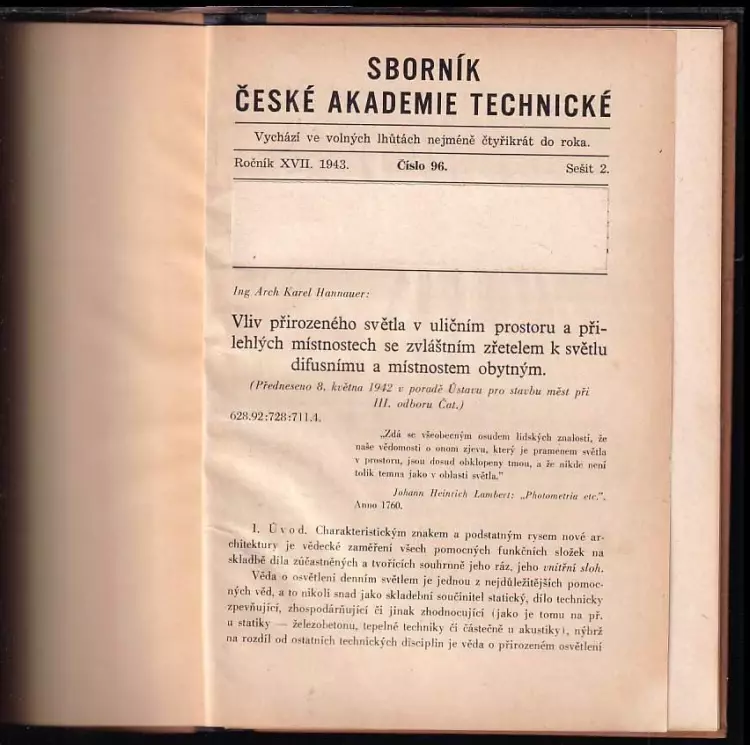 SBORNÍK
ČESKÉ AKADEMIE TECHNICKÉ
Vychází ve volných lhůtách nejméně čtyřikrát do roka.
Ročník XVII. 1943. Číslo 96. Sešit 2.
Ing Arch Karel Hannauer:
Vliv přirozeného světla v uličním prostoru a při-
lehlých místnostech se zvláštním zřetelem k světlu
difusnímu a místnostem obytným.
(Předneseno 8. května 1942 v poradě Ústavu pro stavbu měst při
III. odboru Čat.)
628.92:728:711.4.
„Zdá se všeobecným osudem lidských znalostí, že
naše vědomosti o onom zjevu, který je pramenem světla
v prostoru, jsou dosud obklopeny tmou, a že nikde není
tolik temna jako v oblasti světla."
Johann Heinrich Lambert: „Photometria etc.".
Anno 1760.
1. Úvod. Charakteristickým znakem a podstatným rysem nové ar-
chitektury je vědecké zaměření všech pomocných funkčních složek na
skladbě díla zúčastněných a tvořících souhrnně jeho ráz, jeho vnitřní sloh.
Věda o osvětlení denním světlem je jednou z nejdůležitějších pomoc-
ných věd, a to nikoli snad jako skladební součinitel statický, dílo technicky
zpevňující, zhospodárňující či jinak zhodnocující (jako je tomu na př.
u statiky — železobetonu, tepelné techniky či částečně u akustiky), nýbrž
na rozdíl od ostatních technických disciplin je věda o přirozeném osvětlení